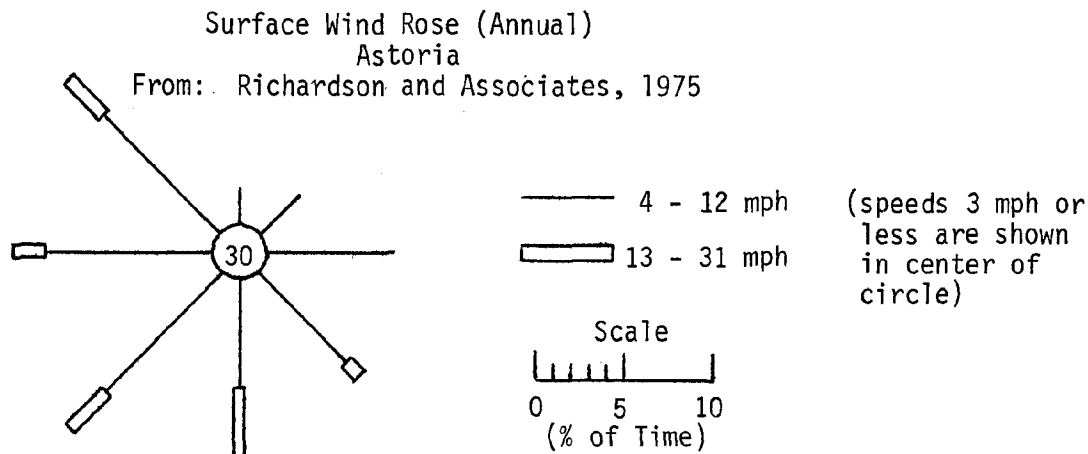 Surface Wind Rose (Annual)
Astoria
From: Richardson and Associates, 1975
30
4 - 12 mph
13 - 31 mph
(speeds 3 mph or
less are shown
in center of
circle)
Scale
0 5 10
(% of Time)